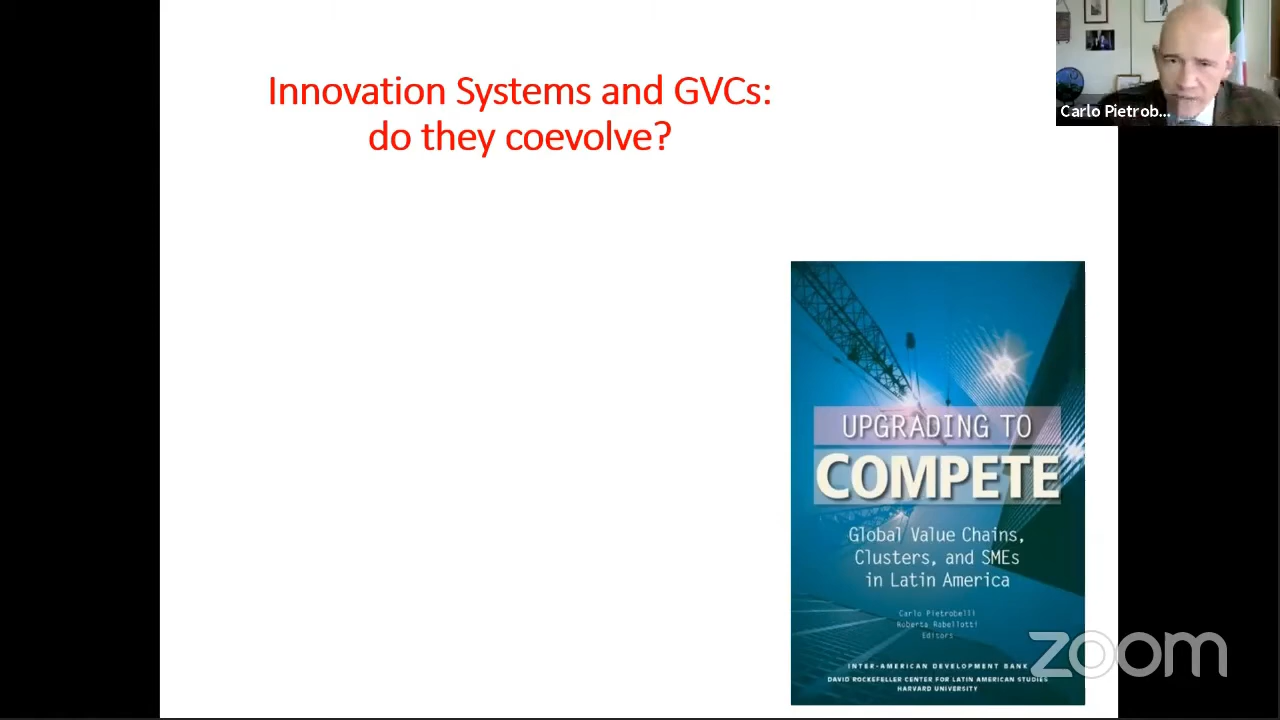 Innovation Systems and GVCs:
do they coevolve?
Carlo Pietrob...
UPGRADING TO
COMPETE
Global Value Chains,
Clusters, and SMEs
in Latin America
Carlo Pietrobelli
Roberta Rabellotti
Editors
INTER-AMERICAN DEVELOPMENT BANK
DAVID ROCKEFELLER CENTER FOR LATIN AMERICAN STUDIES
HARVARD UNIVERSITY
zoom